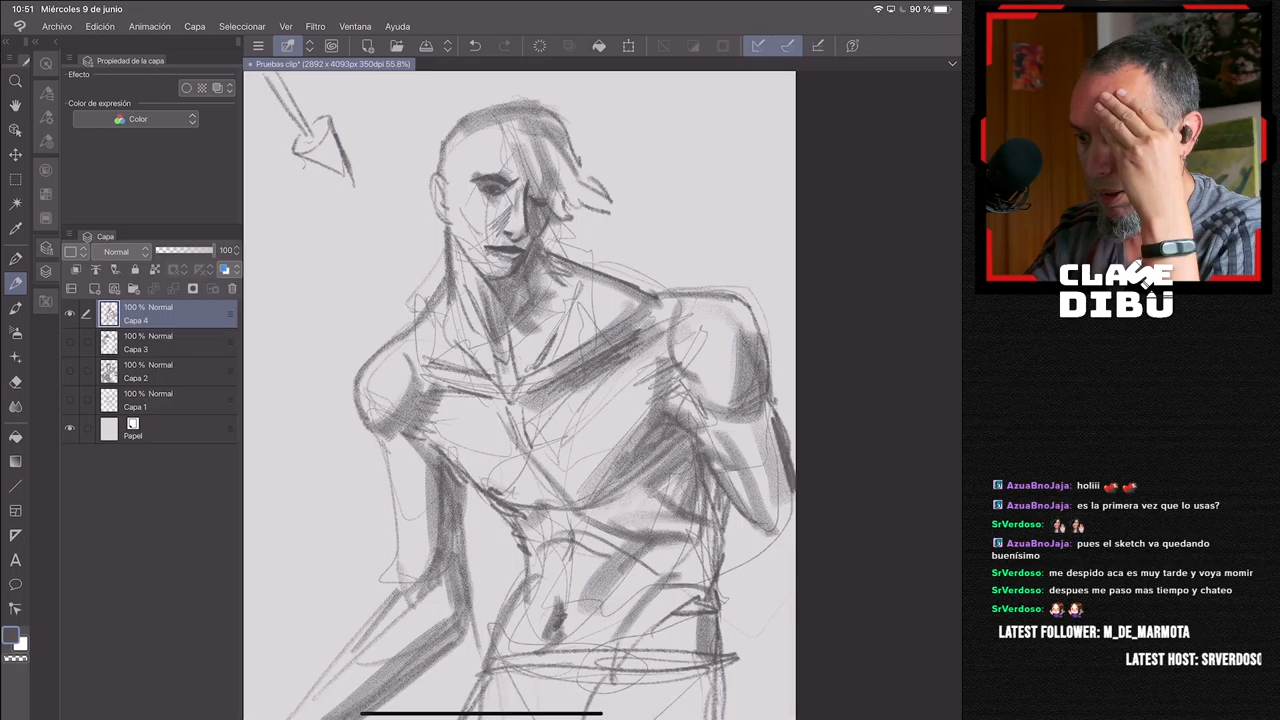 10:51 Miércoles 9 de junio
90 %
Archivo Edición Animación Capa Seleccionar Ver Filtro Ventana Ayuda
Pruebas clip* (2892 x 4093px 350dpi 55.8%)
Propiedad de la capa
Efecto
Color de expresión
Color
Capa
Normal 100
100 % Normal
Capa 4
100 % Normal
Capa 3
100 % Normal
Capa 2
100 % Normal
Capa 1
Papel
CLASE
DIBU
AzuaBnoJaja: holiii
AzuaBnoJaja: es la primera vez que lo usas?
SrVerdoso:
AzuaBnoJaja: pues el sketch va quedando
buenísimo
SrVerdoso: me despido aca es muy tarde y voya momir
SrVerdoso: despues me paso mas tiempo y chateo
SrVerdoso:
LATEST FOLLOWER: M_DE_MARMOTA
LATEST HOST: SRVERDOSO